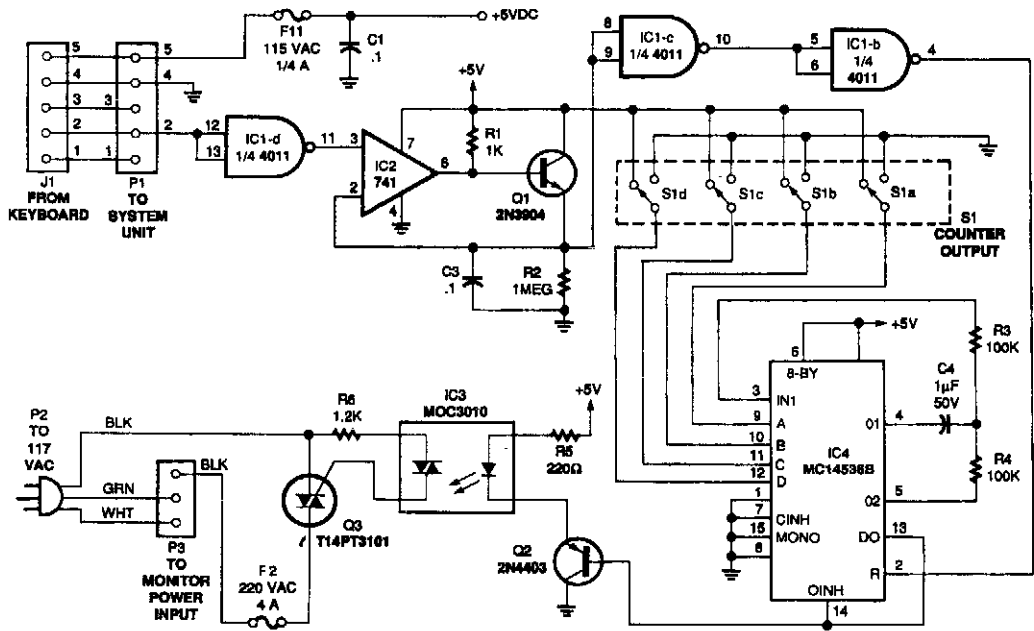 F11
115 VAC
1/4 A
C1
.1
+5VDC
5
4
3
2
1
5
4
3
2
1
J1
FROM
KEYBOARD
P1
TO
SYSTEM
UNIT
12
13
IC1-d
1/4 4011
11
3
2
7
IC2
741
4
6
+5V
R1
1K
Q1
2N3904
C3
.1
R2
1MEG
8
9
IC1-c
1/4 4011
10
5
6
IC1-b
1/4
4011
4
S1d
S1c
S1b
S1a
S1
COUNTER
OUTPUT
+5V
R3
100K
C4
1μF
50V
R4
100K
6
8-BY
3
IN1
9
A
10
B
11
C
12
D
1
7
CINH
15
MONO
8
IC4
MC14536B
01
4
02
5
DO
13
R
2
OINH
14
P2
TO
117
VAC
BLK
GRN
WHT
BLK
P3
TO
MONITOR
POWER
INPUT
F2
220 VAC
4 A
R6
1.2K
Q3
T14PT3101
IC3
MOC3010
+5V
R5
220Ω
Q2
2N4403